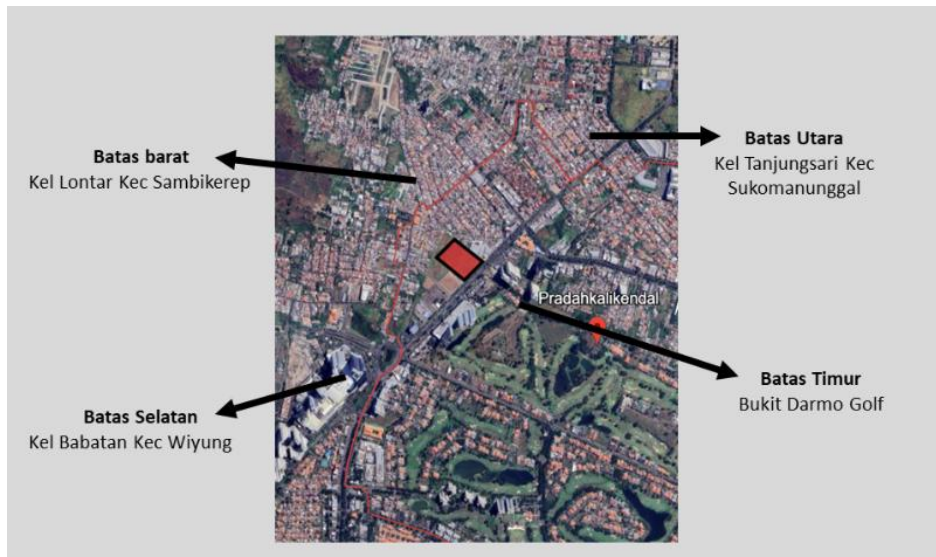 Batas barat
Kel Lontar Kec Sambikerep
Batas Utara
Kel Tanjungsari Kec
Sukomanunggal
Pradahkalikendal
Batas Selatan
Kel Babatan Kec Wiyung
Batas Timur
Bukit Darmo Golf